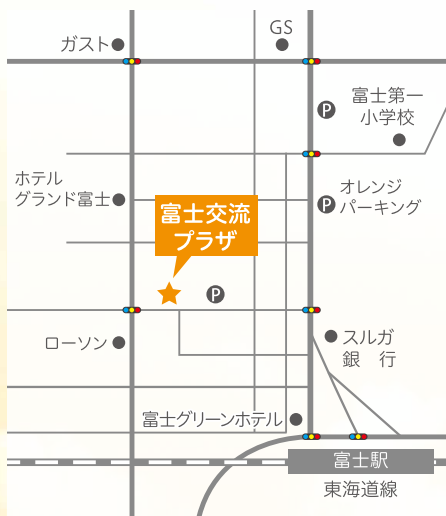 ガスト
GS
P
富士第一
小学校
ホテル
グランド富士
オレンジ
P パーキング
富士交流
プラザ
P
ローソン
スルガ
銀 行
富士グリーンホテル
富士駅
東海道線